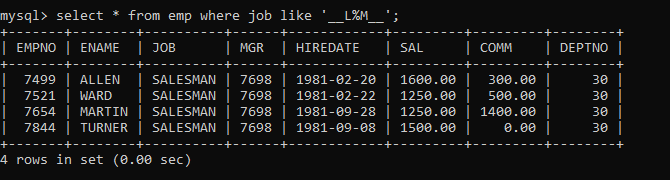 mysql> select * from emp where job like '__L%M__';
+-------+--------+----------+------+------------+---------+---------+--------+
| EMPNO | ENAME  | JOB      | MGR  | HIREDATE   | SAL     | COMM    | DEPTNO |
+-------+--------+----------+------+------------+---------+---------+--------+
|  7499 | ALLEN  | SALESMAN | 7698 | 1981-02-20 | 1600.00 |  300.00 |     30 |
|  7521 | WARD   | SALESMAN | 7698 | 1981-02-22 | 1250.00 |  500.00 |     30 |
|  7654 | MARTIN | SALESMAN | 7698 | 1981-09-28 | 1250.00 | 1400.00 |     30 |
|  7844 | TURNER | SALESMAN | 7698 | 1981-09-08 | 1500.00 |    0.00 |     30 |
+-------+--------+----------+------+------------+---------+---------+--------+
4 rows in set (0.00 sec)